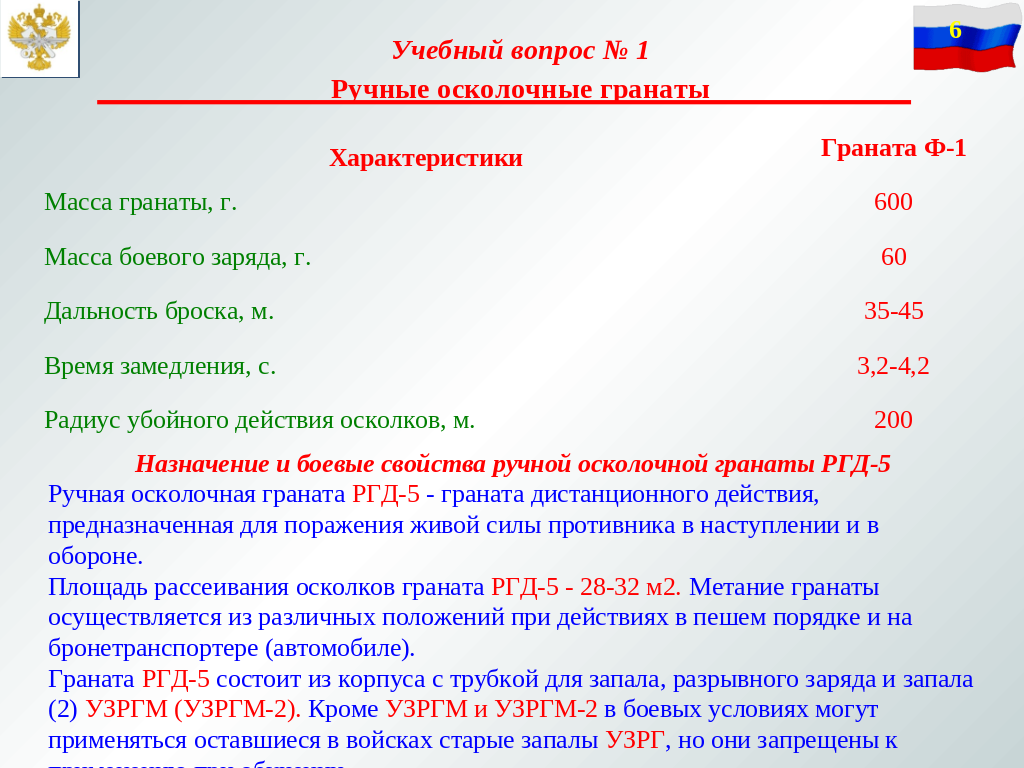 6
Учебный вопрос № 1
Ручные осколочные гранаты
Характеристики Граната Ф-1
Масса гранаты, г. 600
Масса боевого заряда, г. 60
Дальность броска, м. 35-45
Время замедления, с. 3,2-4,2
Радиус убойного действия осколков, м. 200
Назначение и боевые свойства ручной осколочной гранаты РГД-5
Ручная осколочная граната РГД-5 - граната дистанционного действия,
предназначенная для поражения живой силы противника в наступлении и в
обороне.
Площадь рассеивания осколков граната РГД-5 - 28-32 м2. Метание гранаты
осуществляется из различных положений при действиях в пешем порядке и на
бронетранспортере (автомобиле).
Граната РГД-5 состоит из корпуса с трубкой для запала, разрывного заряда и запала
(2) УЗРГМ (УЗРГМ-2). Кроме УЗРГМ и УЗРГМ-2 в боевых условиях могут
применяться оставшиеся в войсках старые запалы УЗРГ, но они запрещены к